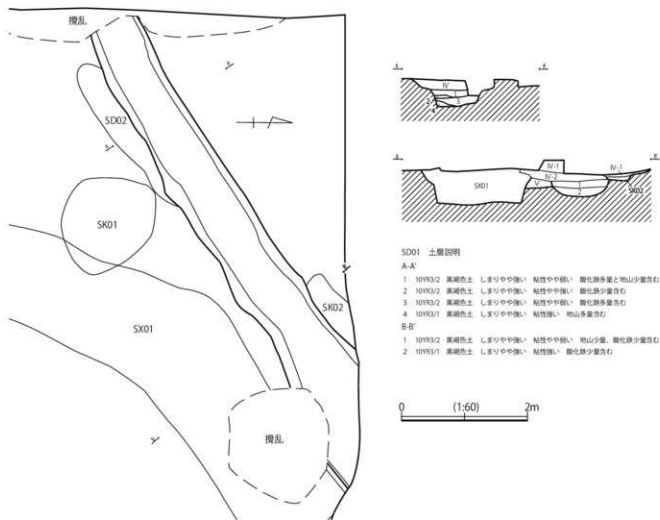 攪乱
SD02
SK01
SX01
SK02
攪乱
A A'
Ⅳ
1
2
3
4
B B'
SX01
Ⅳ-1
Ⅳ-2
Ⅳ-1
Ⅴ
1
2
SK02
SD01 土層説明
A-A'
1 10YR3/2 黒褐色土 しまりやや強い 粘性やや弱い 酸化鉄多量と地山少量含む
2 10YR3/2 黒褐色土 しまりやや強い 粘性やや強い 酸化鉄少量含む
3 10YR3/2 黒褐色土 しまりやや強い 粘性やや弱い 酸化鉄多量含む
4 10YR3/1 黒褐色土 しまりやや強い 粘性強い 地山多量含む
B-B'
1 10YR3/2 黒褐色土 しまりやや強い 粘性やや弱い 地山少量、酸化鉄少量含む
2 10YR3/1 黒褐色土 しまりやや強い 粘性強い 酸化鉄少量含む
0 (1:60) 2m